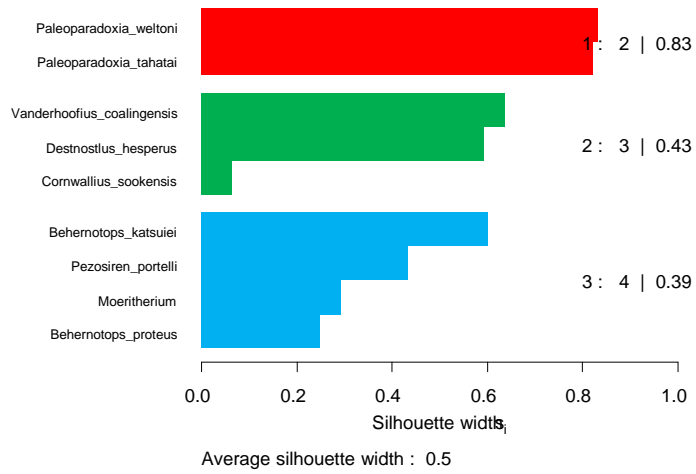 Paleoparadoxia_weltoni
1 : 2 | 0.83
Paleoparadoxia_tahatai
Vanderhoofius_coalingensis
Destnostlus_hesperus
2 : 3 | 0.43
Cornwallius_sookensis
Behernotops_katsuiei
Pezosiren_portelli
3 : 4 | 0.39
Moeritherium
Behernotops_proteus
0.0 0.2 0.4 0.6 0.8 1.0
Silhouette width si
Average silhouette width : 0.5